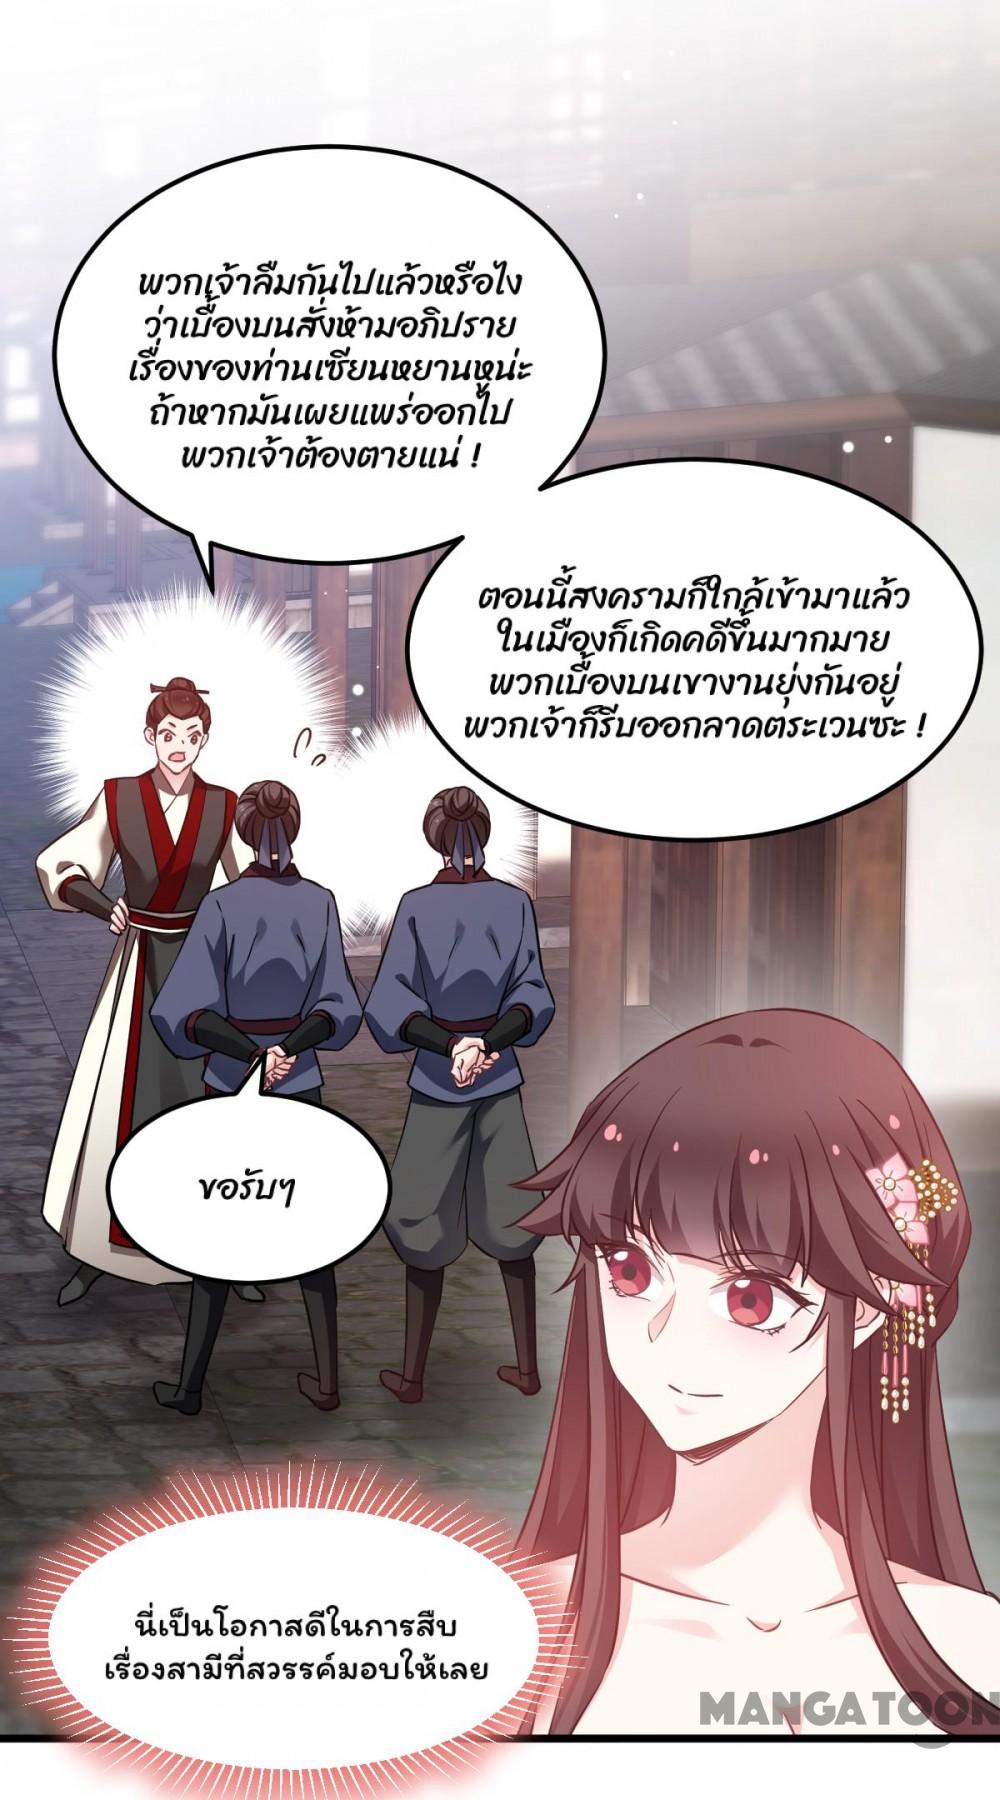 พวกเจ้าลืมกันไปแล้วหรือไง
ว่าเบื้องบนสั่งห้ามอภิปราย
เรื่องของท่านเซียนหยานหูน่ะ
ถ้าหากมันเผยแพร่ออกไป
พวกเจ้าต้องตายแน่ !
ตอนนี้สงครามก็ใกล้เข้ามาแล้ว
ในเมืองก็เกิดคดีขึ้นมากมาย
พวกเบื้องบนเขางานยุ่งกันอยู่
พวกเจ้าก็รีบออกลาดตระเวนซะ !
ขอรับๆ
นี่เป็นโอกาสดีในการสืบ
เรื่องสามีที่สวรรค์มอบให้เลย
MANGATOON